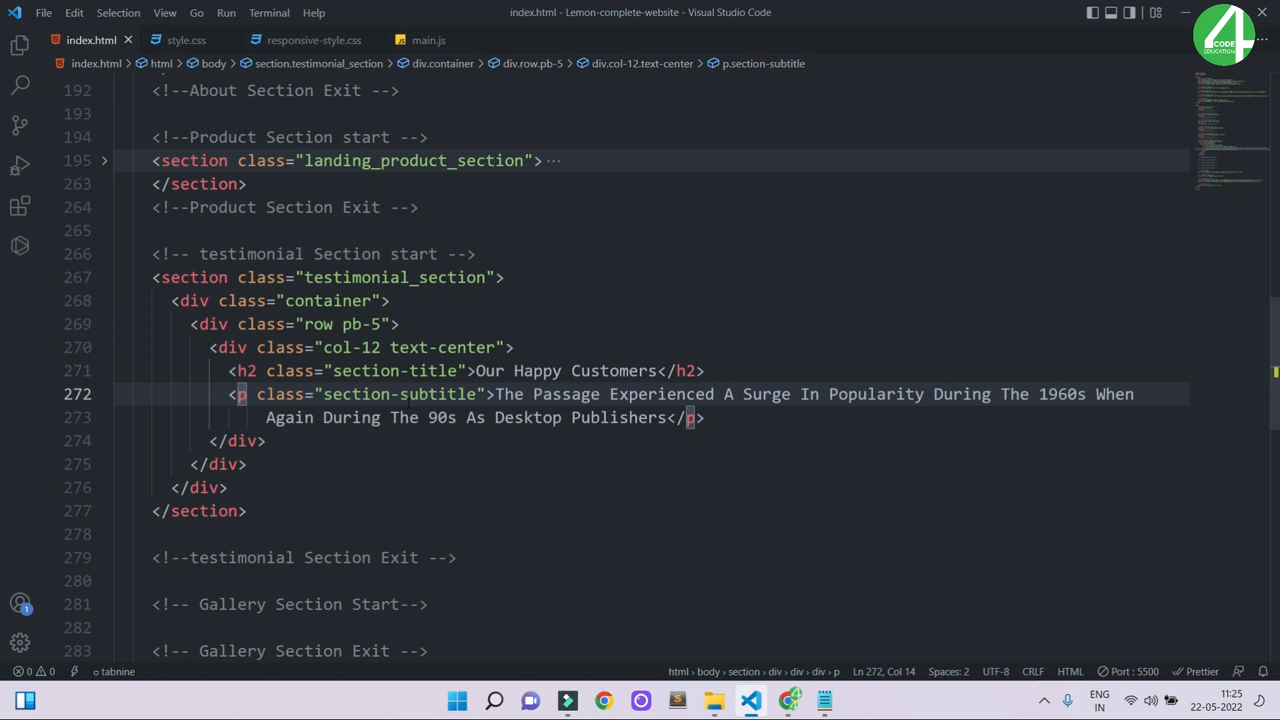 File Edit Selection View Go Run Terminal Help
index.html - Lemon-complete-website - Visual Studio Code
4
CODE
EDUCATION
index.html
style.css
responsive-style.css
main.js
index.html > html > body > section.testimonial_section > div.container > div.row.pb-5 > div.col-12.text-center > p.section-subtitle
192 <!--About Section Exit -->
193
194 <!--Product Section start -->
195 <section class="landing_product_section"> ...
263 </section>
264 <!--Product Section Exit -->
265
266 <!-- testimonial Section start -->
267 <section class="testimonial_section">
268 <div class="container">
269 <div class="row pb-5">
270 <div class="col-12 text-center">
271 <h2 class="section-title">Our Happy Customers</h2>
272 <p class="section-subtitle">The Passage Experienced A Surge In Popularity During The 1960s When
273 Again During The 90s As Desktop Publishers</p>
274 </div>
275 </div>
276 </div>
277 </section>
278
279 <!--testimonial Section Exit -->
280
281 <!-- Gallery Section Start-->
282
283 <!-- Gallery Section Exit -->
1
0 0 tabnine
html > body > section > div > div > div > p Ln 272, Col 14 Spaces: 2 UTF-8 CRLF HTML Port : 5500 Prettier
ENG
IN
11:25
22-05-2022